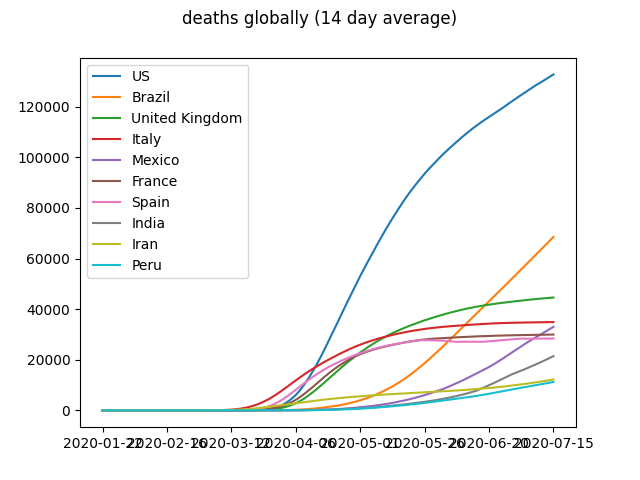 deaths globally (14 day average)
US
Brazil
United Kingdom
Italy
Mexico
France
Spain
India
Iran
Peru
120000
100000
80000
60000
40000
20000
0
2020-01-22 2020-02-16 2020-03-12 2020-04-06 2020-05-01 2020-05-26 2020-06-20 2020-07-15